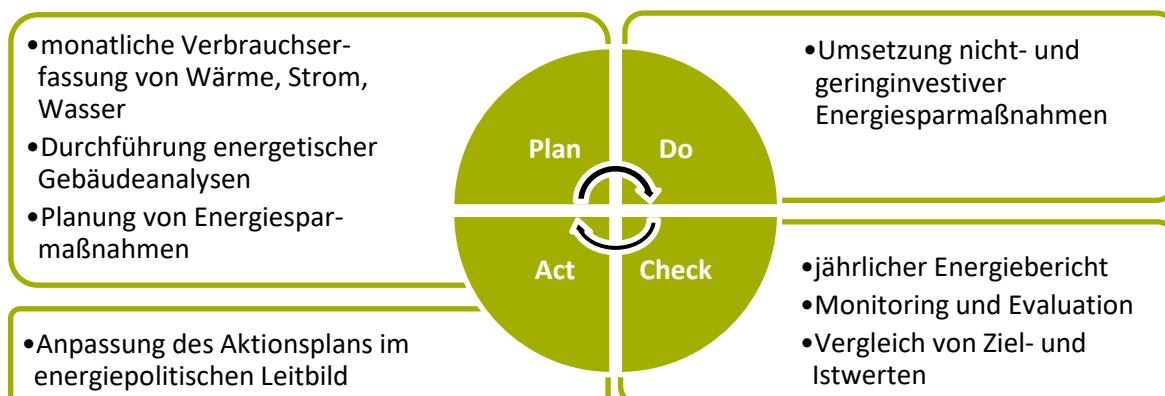 •monatliche Verbrauchser-
fassung von Wärme, Strom,
Wasser
•Durchführung energetischer
Gebäudeanalysen
•Planung von Energiespar-
maßnahmen
•Umsetzung nicht- und
geringinvestiver
Energiesparmaßnahmen
Plan
Do
Act
Check
•Anpassung des Aktionsplans im
energiepolitischen Leitbild
•jährlicher Energiebericht
•Monitoring und Evaluation
•Vergleich von Ziel- und
Istwerten